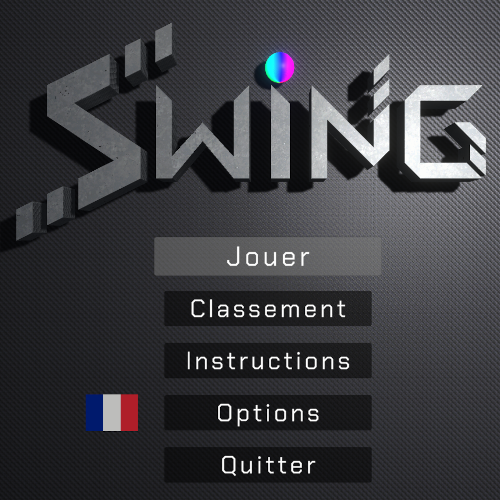 SWING
Jouer
Classement
Instructions
Options
Quitter